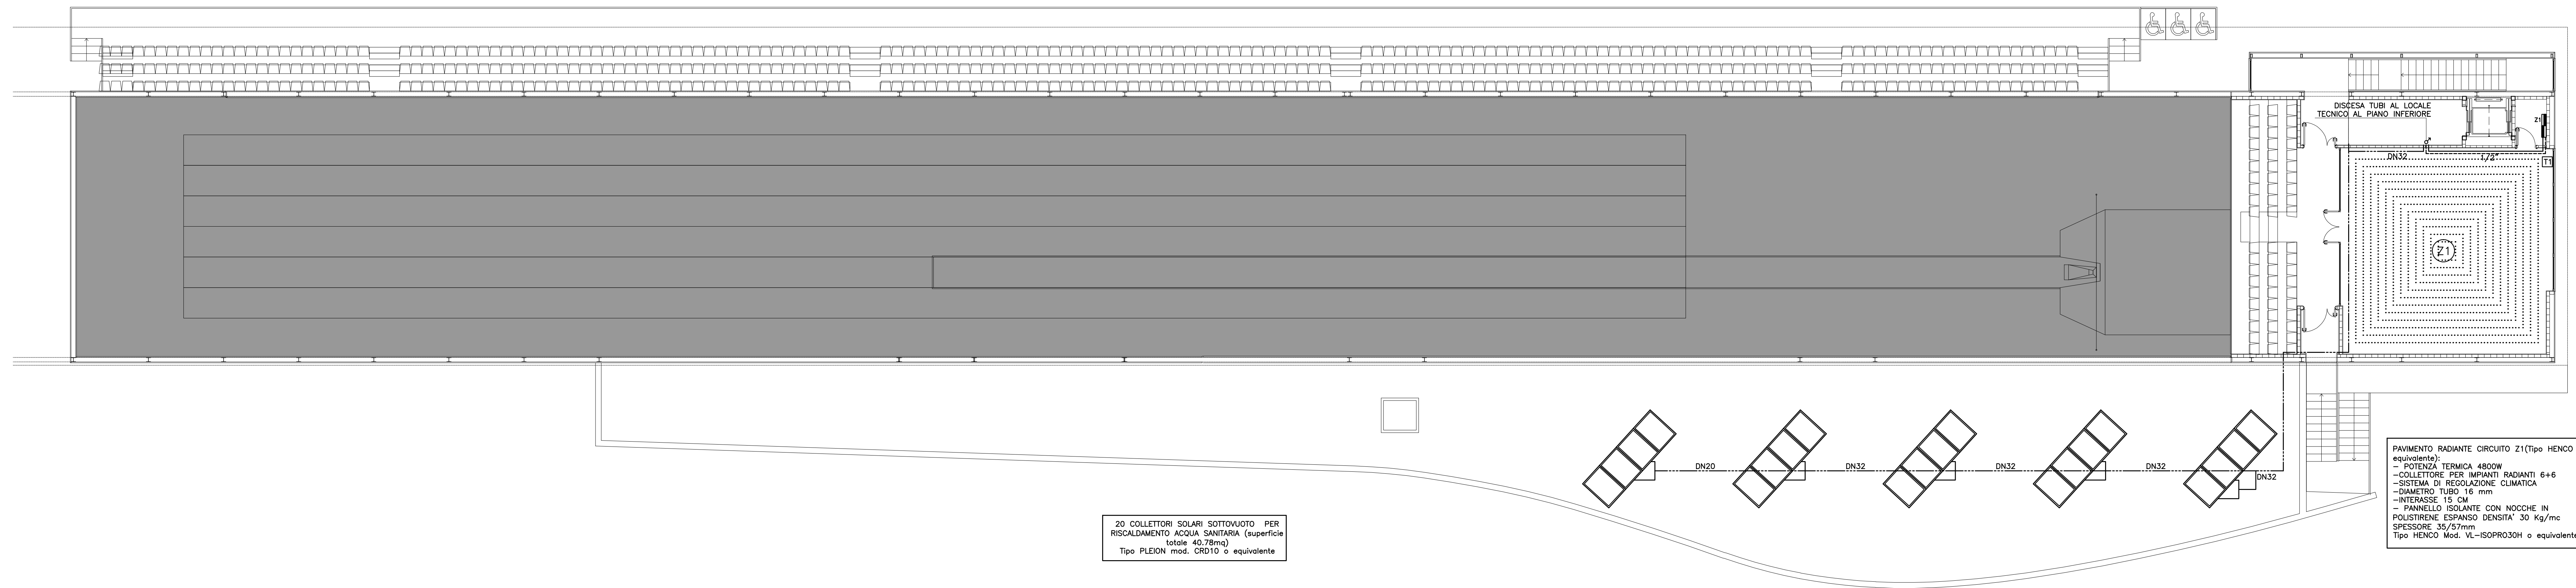 DISCESA TUBI AL LOCALE
TECNICO AL PIANO INFERIORE
Z1
DN32
1/2"
T1
Z1
DN20
DN32
DN32
DN32
DN32
20 COLLETTORI SOLARI SOTTOVUOTO PER
RISCALDAMENTO ACQUA SANITARIA (superficie
totale 40.78mq)
Tipo PLEION mod. CRD10 o equivalente
PAVIMENTO RADIANTE CIRCUITO Z1(Tipo HENCO
equivalente):
- POTENZA TERMICA 4800W
-COLLETTORE PER IMPIANTI RADIANTI 6+6
-SISTEMA DI REGOLAZIONE CLIMATICA
-DIAMETRO TUBO 16 mm
-INTERASSE 15 CM
- PANNELLO ISOLANTE CON NOCCHE IN
POLISTIRENE ESPANSO DENSITA' 30 Kg/mc
SPESSORE 35/57mm
Tipo HENCO Mod. VL-ISOPRO30H o equivalente